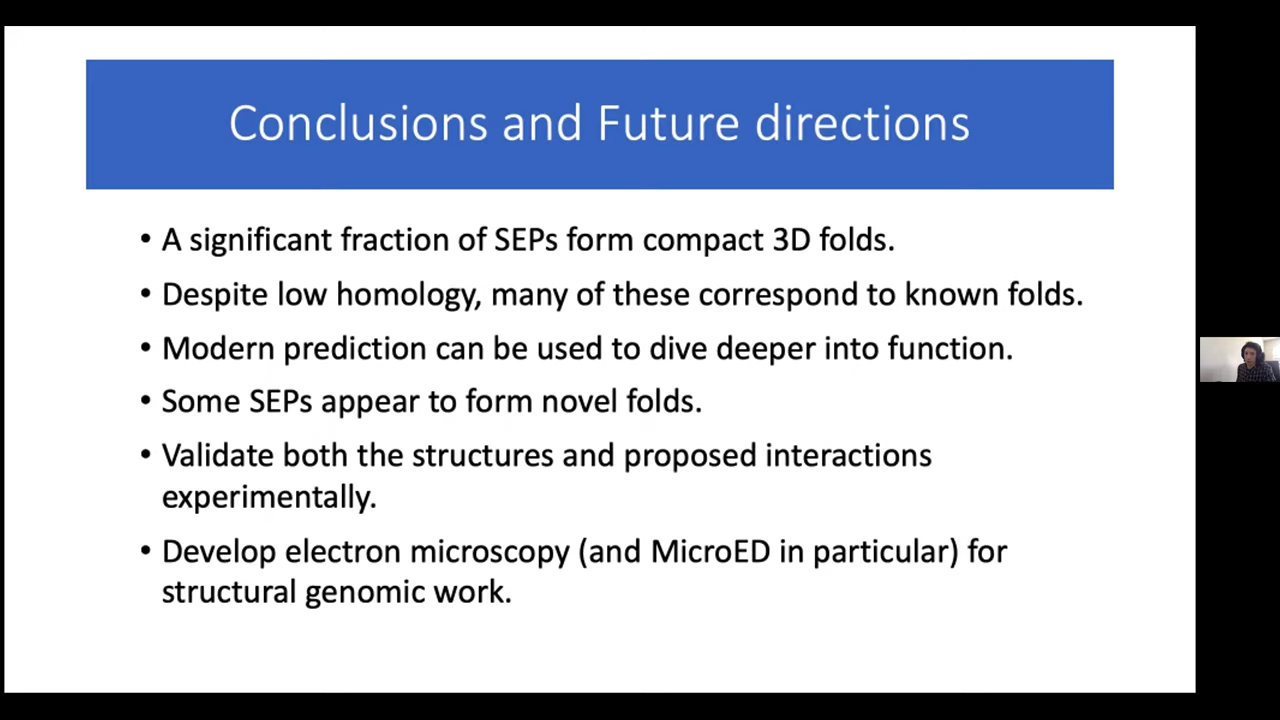 Conclusions and Future directions
• A significant fraction of SEPs form compact 3D folds.
• Despite low homology, many of these correspond to known folds.
• Modern prediction can be used to dive deeper into function.
• Some SEPs appear to form novel folds.
• Validate both the structures and proposed interactions
experimentally.
• Develop electron microscopy (and MicroED in particular) for
structural genomic work.